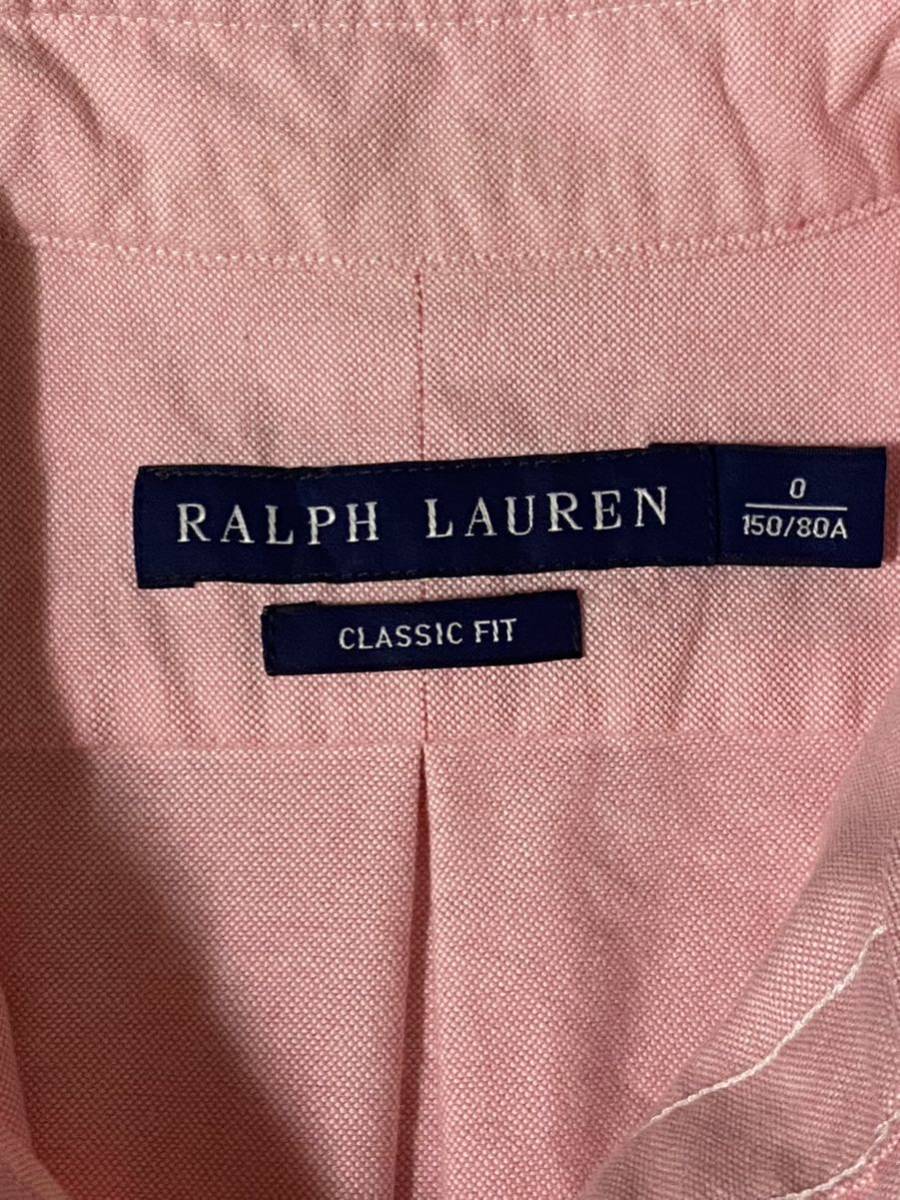 RALPH LAUREN
0
150/80A
CLASSIC FIT